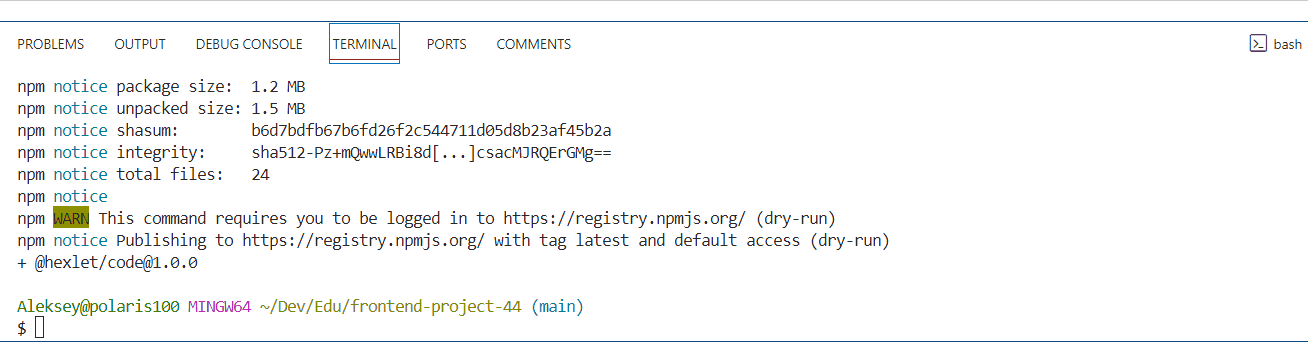 PROBLEMS OUTPUT DEBUG CONSOLE TERMINAL PORTS COMMENTS bash
npm notice package size: 1.2 MB
npm notice unpacked size: 1.5 MB
npm notice shasum: b6d7bdfb67b6fd26f2c544711d05d8b23af45b2a
npm notice integrity: sha512-Pz+mQwwLRBi8d[...]csacMJRQErGMg==
npm notice total files: 24
npm notice
npm WARN This command requires you to be logged in to https://registry.npmjs.org/ (dry-run)
npm notice Publishing to https://registry.npmjs.org/ with tag latest and default access (dry-run)
+ @hexlet/code@1.0.0
Aleksey@polaris100 MINGW64 ~/Dev/Edu/frontend-project-44 (main)
$